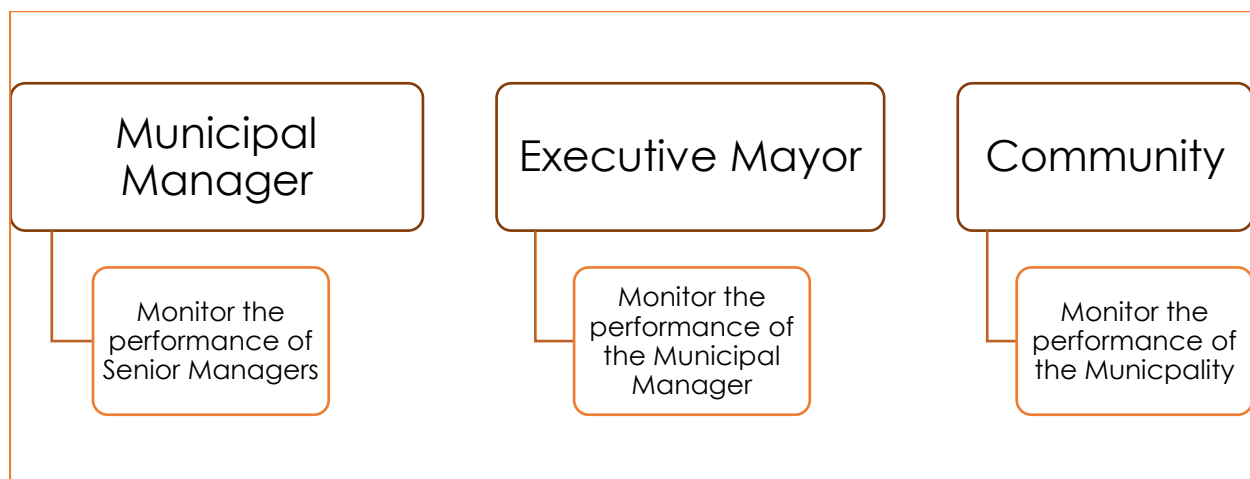 Municipal
Manager
Monitor the
performance of
Senior Managers
Executive Mayor
Monitor the
performance of
the Municipal
Manager
Community
Monitor the
performance of
the Municpality